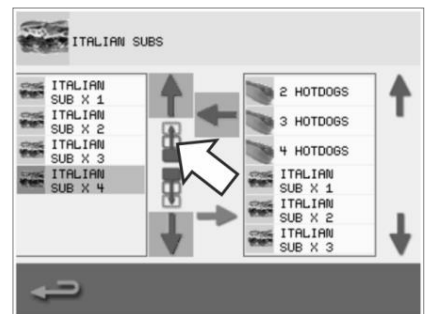 ITALIAN SUBS
ITALIAN
SUB X 1
ITALIAN
SUB X 2
ITALIAN
SUB X 3
ITALIAN
SUB X 4
2 HOTDOGS
3 HOTDOGS
4 HOTDOGS
ITALIAN
SUB X 1
ITALIAN
SUB X 2
ITALIAN
SUB X 3